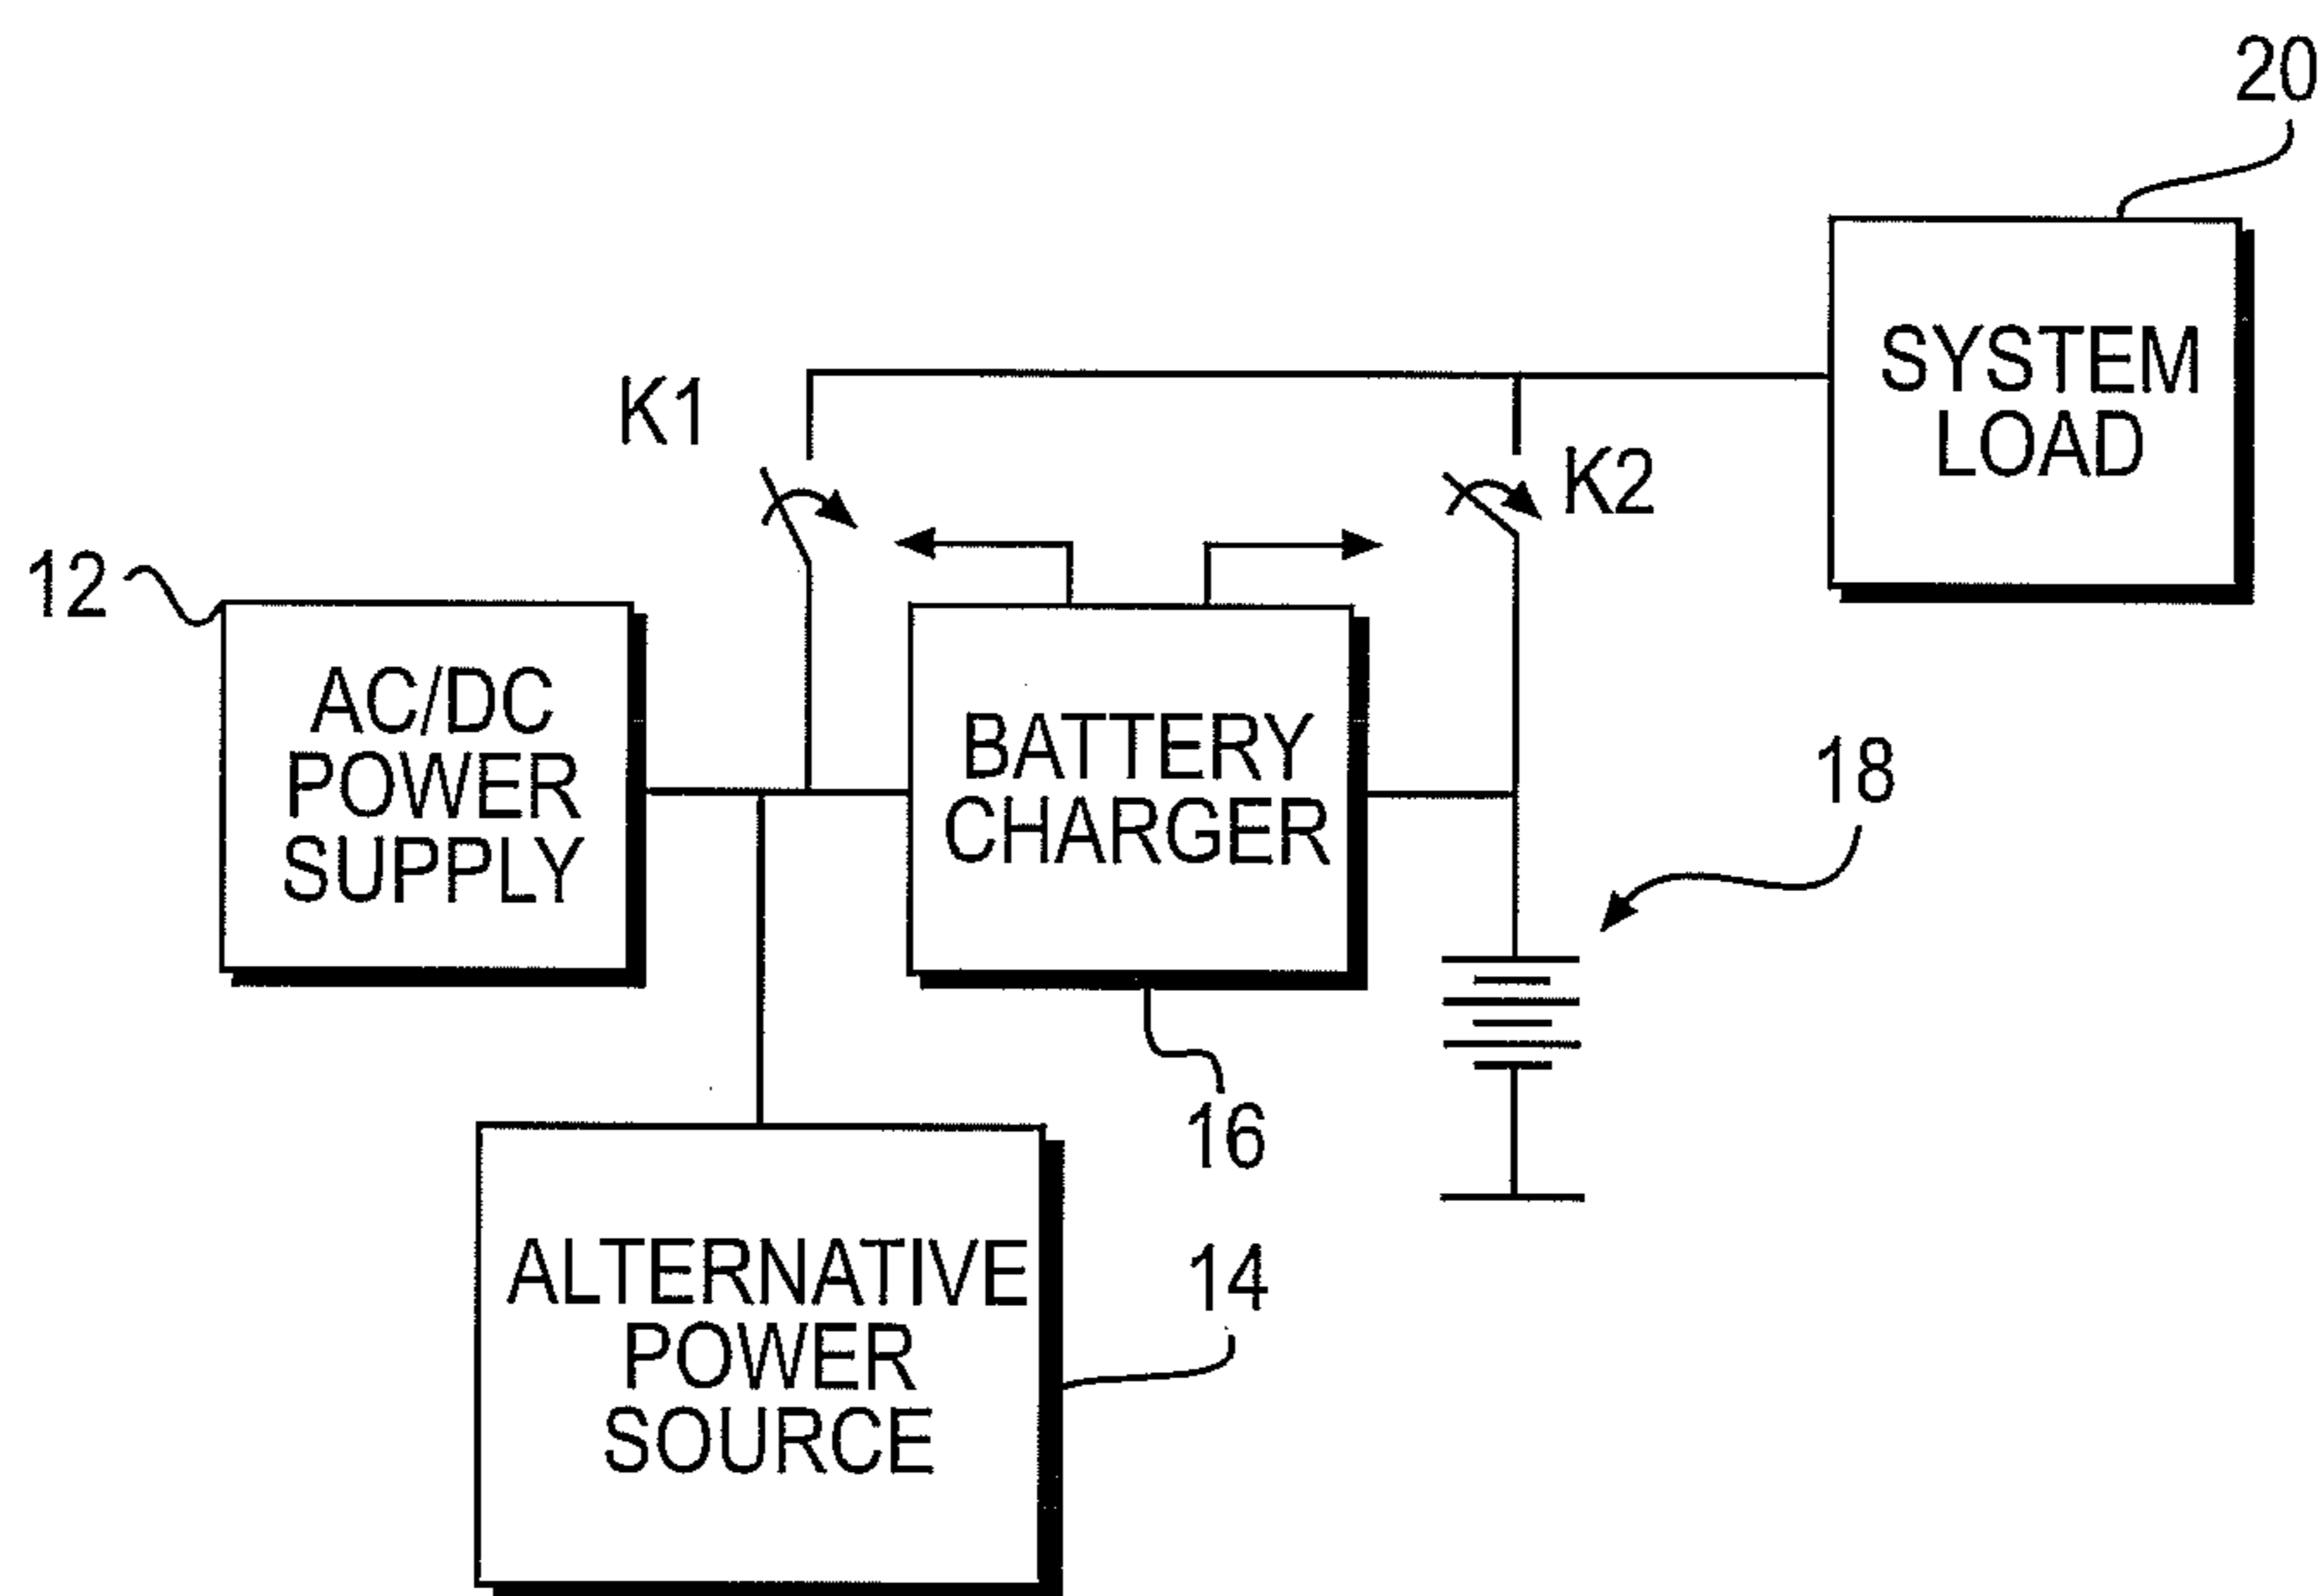 20
SYSTEM
LOAD
K1
K2
12
AC/DC
POWER
SUPPLY
BATTERY
CHARGER
18
16
ALTERNATIVE
POWER
SOURCE
14